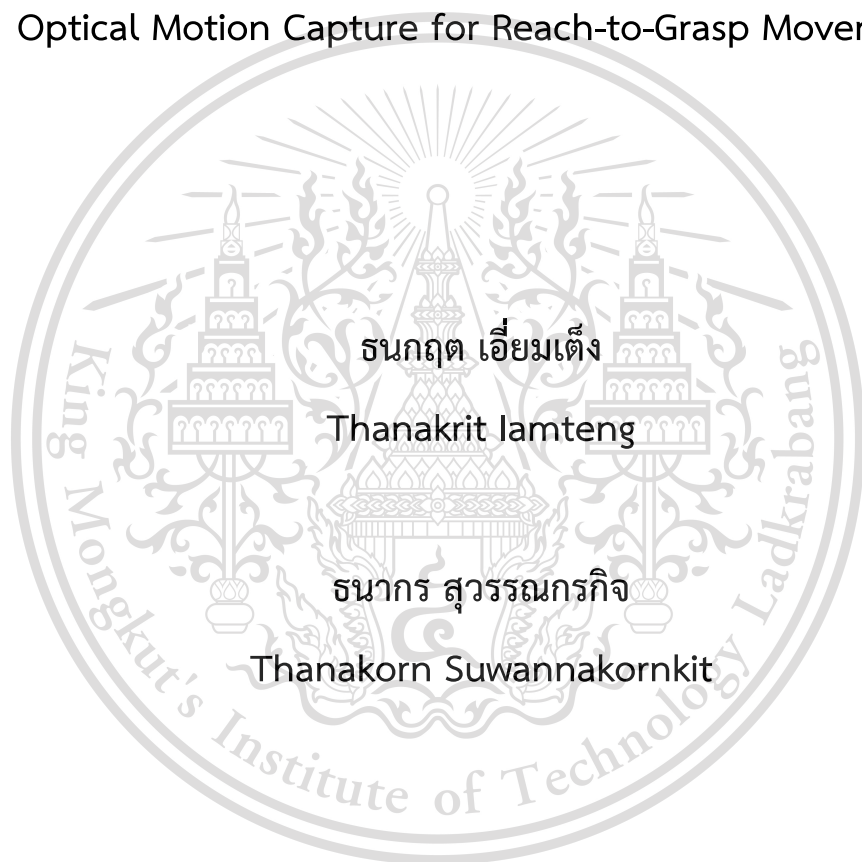 Optical Motion Capture for Reach-to-Grasp
ธนกฤต เอี่ยมเต็ง
Thanakrit Iamteng
ธนากร สุวรรณกรกิจ
Thanakorn Suwannakornkit
King Mongkut's Institute of Technology Ladkrabang